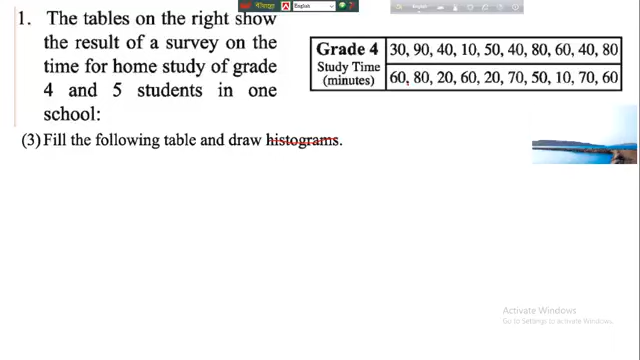 English
English
1. The tables on the right show
the result of a survey on the
time for home study of grade
4 and 5 students in one
school:
Grade 4
Study Time
(minutes)
30, 90, 40, 10, 50, 40, 80, 60, 40, 80
60, 80, 20, 60, 20, 70, 50, 10, 70, 60
(3) Fill the following table and draw histograms.
Activate Windows
Go to Settings to activate Windows.